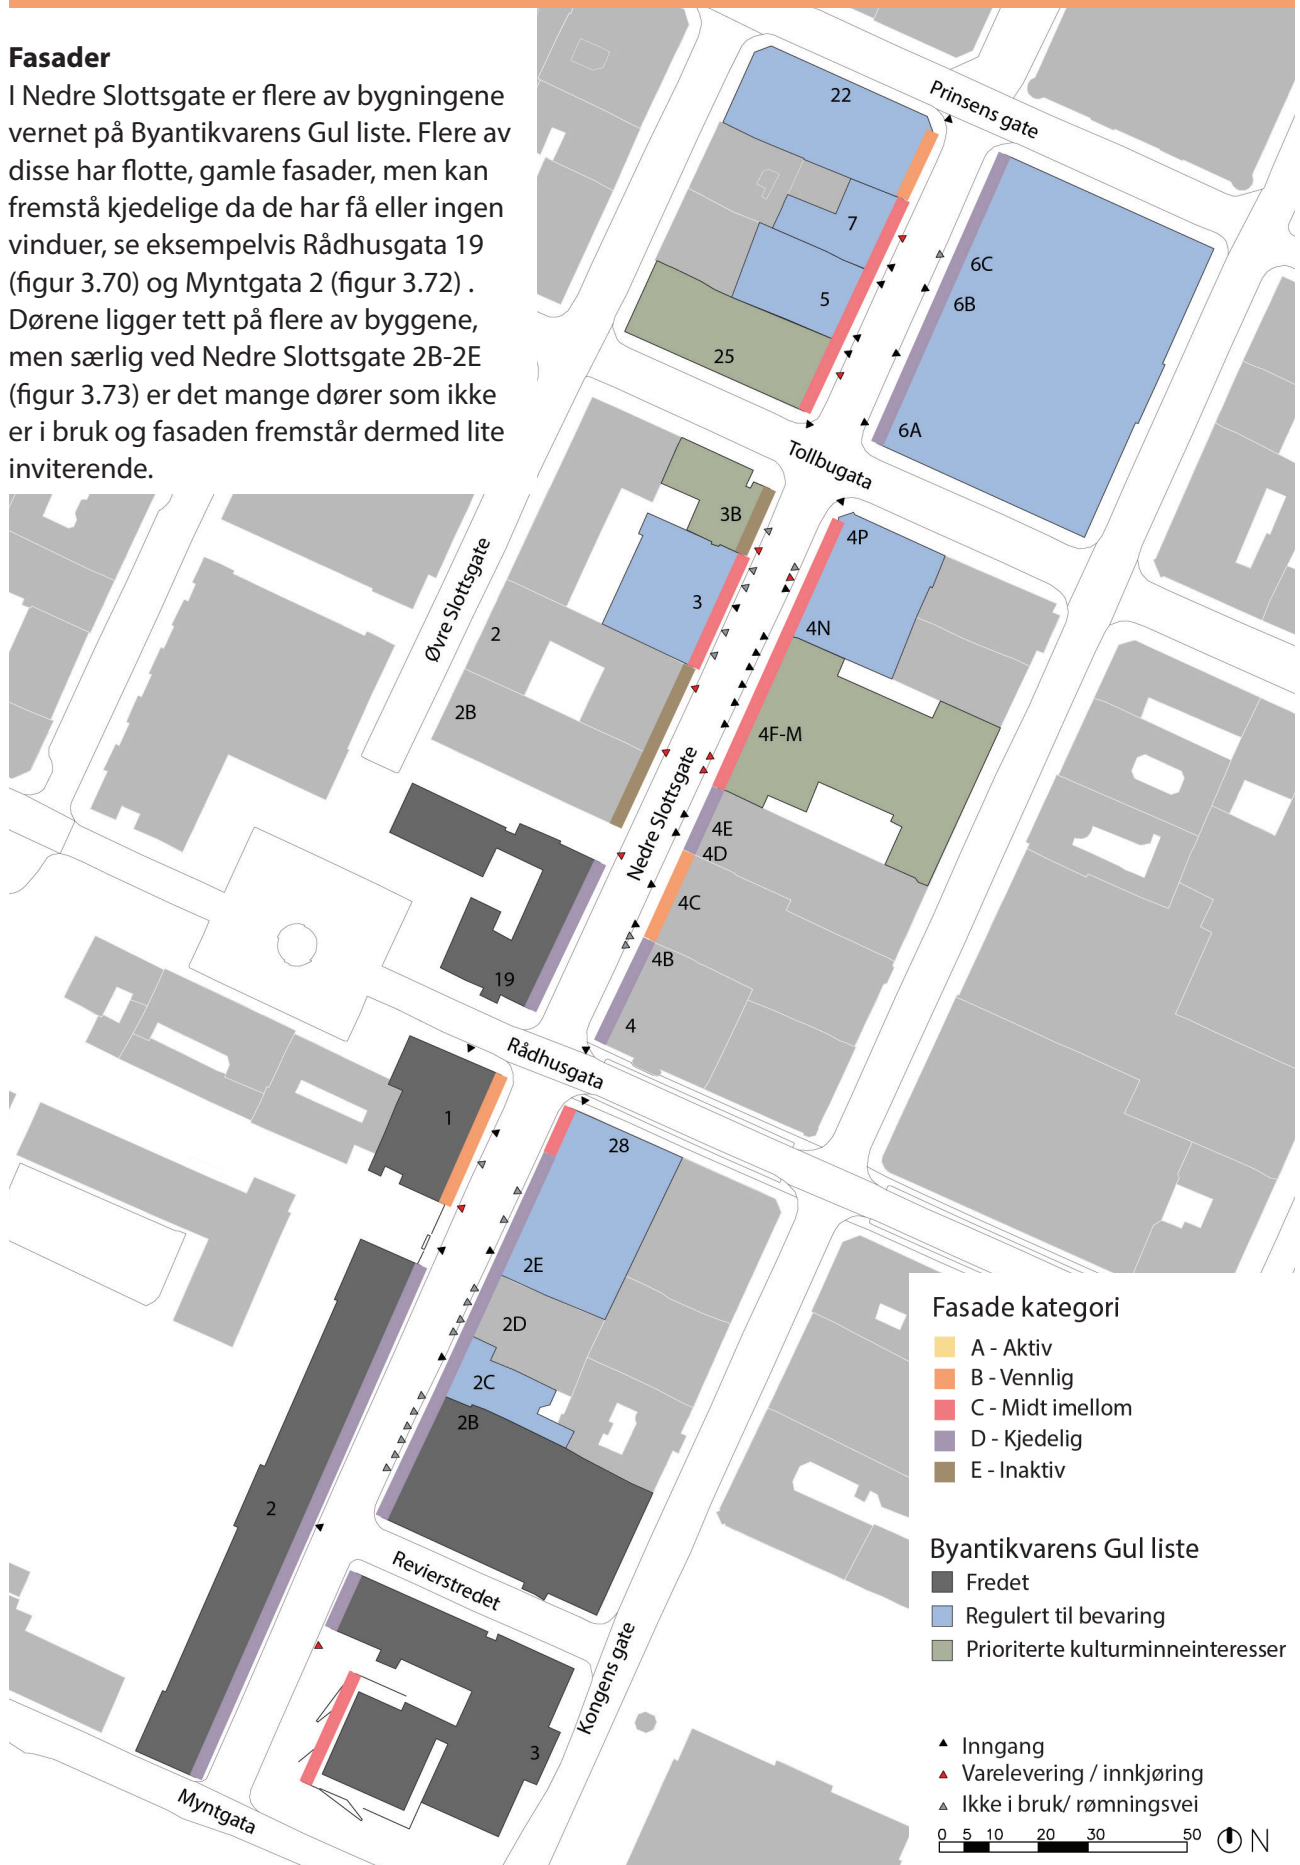 Fasader
I Nedre Slottsgate er flere av bygningene
vernet på Byantikvarens Gul liste. Flere av
disse har flotte, gamle fasader, men kan
fremstå kjedelige da de har få eller ingen
vinduer, se eksempelvis Rådhusgata 19
(figur 3.70) og Myntgata 2 (figur 3.72) .
Dørene ligger tett på flere av byggene,
men særlig ved Nedre Slottsgate 2B-2E
(figur 3.73) er det mange dører som ikke
er i bruk og fasaden fremstår dermed lite
inviterende.
22
Prinsens gate
7
6C
5
6B
25
6A
Tollbugata
3B
4P
Øvre Slottsgate
3
4N
2
2B
4F-M
Nedre Slottsgate
4E
4D
4C
4B
19
4
Rådhusgata
1
28
2E
2D
2C
2B
2
Revierstredet
Kongens gate
3
Myntgata
Fasade kategori
A - Aktiv
B - Vennlig
C - Midt imellom
D - Kjedelig
E - Inaktiv
Byantikvarens Gul liste
Fredet
Regulert til bevaring
Prioriterte kulturminneinteresser
Inngang
Varelevering / innkjøring
Ikke i bruk/ rømningsvei
0 5 10 20 30 50 N